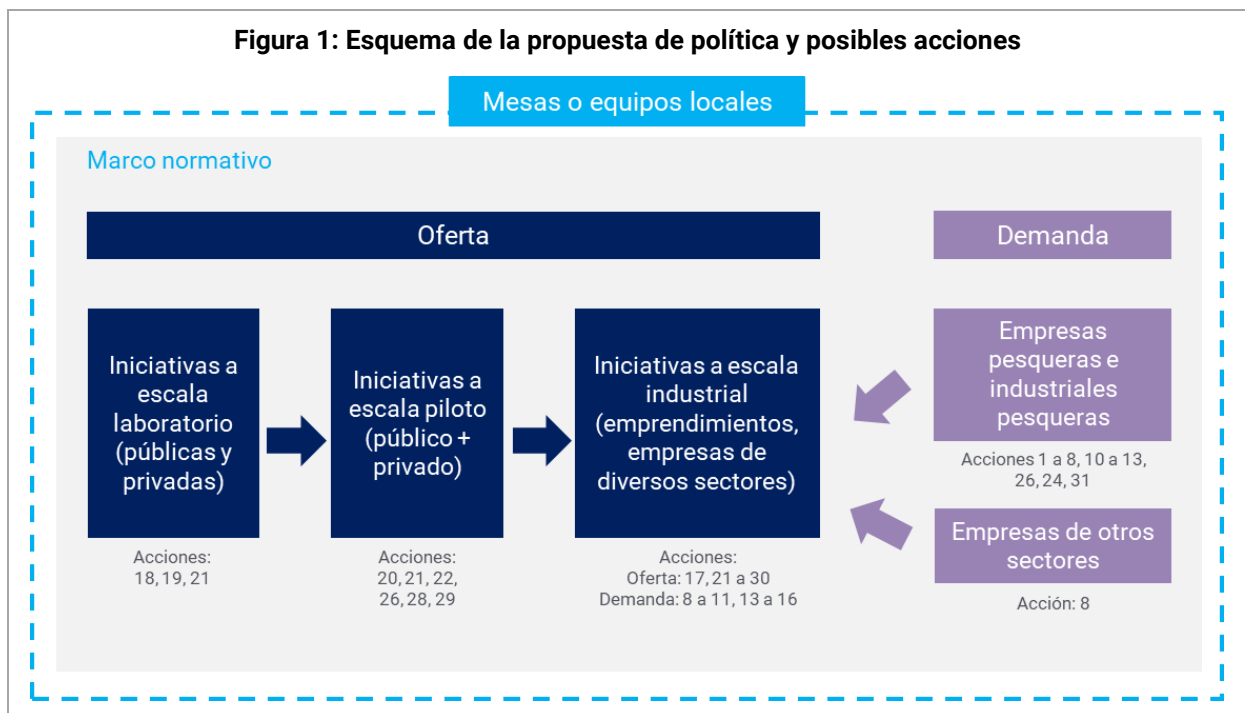 Figura 1: Esquema de la propuesta de política y posibles acciones
Mesas o equipos locales
Marco normativo
Oferta
Demanda
Iniciativas a
escala
laboratorio
(públicas y
privadas)
Acciones:
18, 19, 21
Iniciativas a
escala piloto
(público +
privado)
Acciones:
20, 21, 22,
26, 28, 29
Iniciativas a escala
industrial
(emprendimientos,
empresas de
diversos sectores)
Acciones:
Oferta: 17, 21 a 30
Demanda: 8 a 11, 13 a 16
Empresas
pesqueras e
industriales
pesqueras
Acciones 1 a 8, 10 a 13,
26, 24, 31
Empresas de otros
sectores
Acción: 8